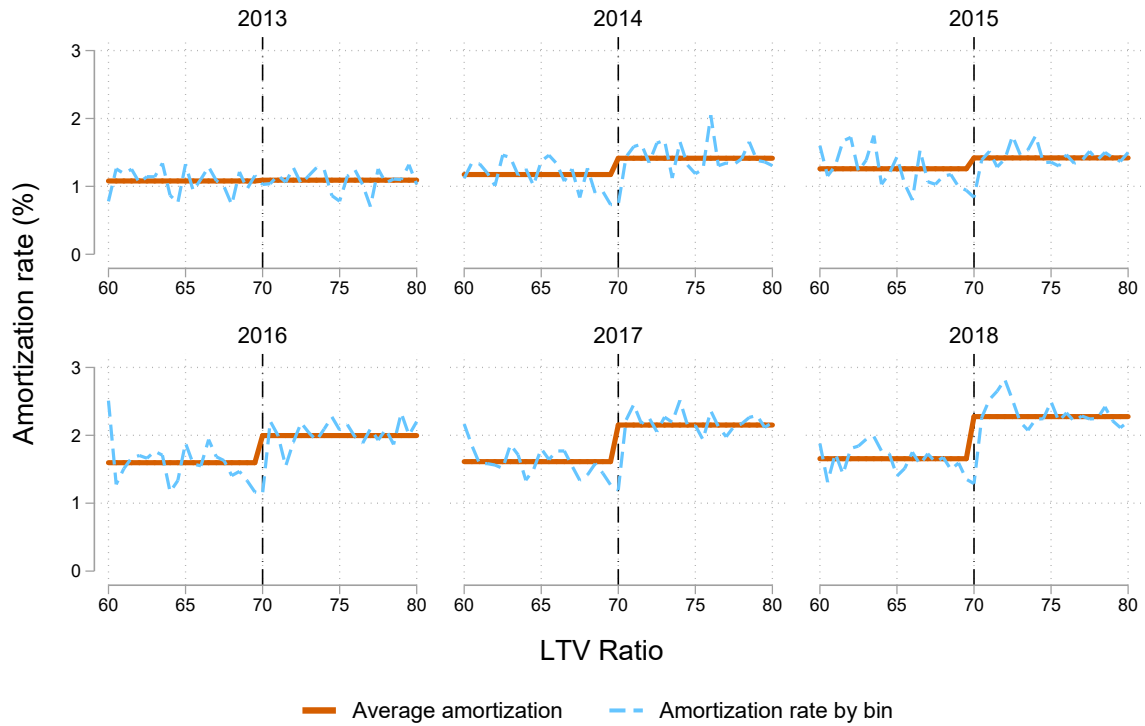 2013 2014 2015
3 2 1 0
60 65 70 75 80 60 65 70 75 80 60 65 70 75 80
Amortization rate (%)
2016 2017 2018
3 2 1 0
60 65 70 75 80 60 65 70 75 80 60 65 70 75 80
LTV Ratio
Average amortization Amortization rate by bin